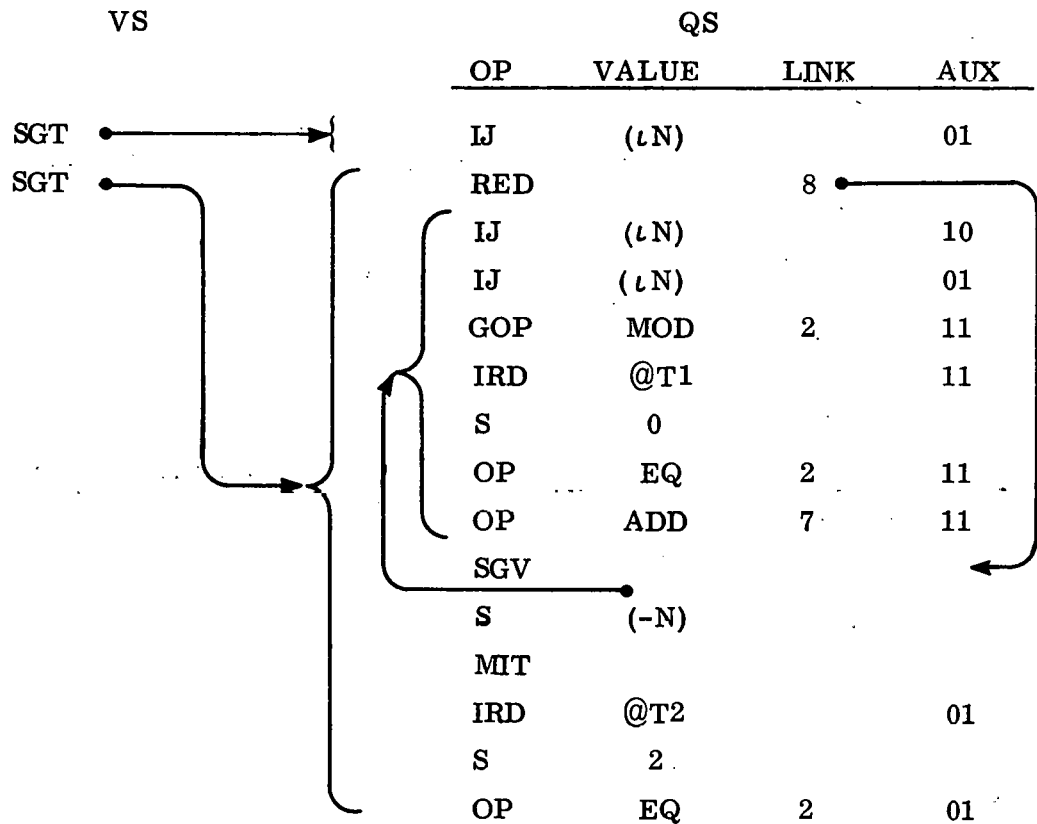 VS QS
OP VALUE LINK AUX
SGT IJ (ιN) 01
SGT RED 8
IJ (ιN) 10
IJ (ιN) 01
GOP MOD 2 11
IRD @T1 11
S 0
OP EQ 2 11
OP ADD 7 11
SGV
S (-N)
MIT
IRD @T2 01
S 2
OP EQ 2 01